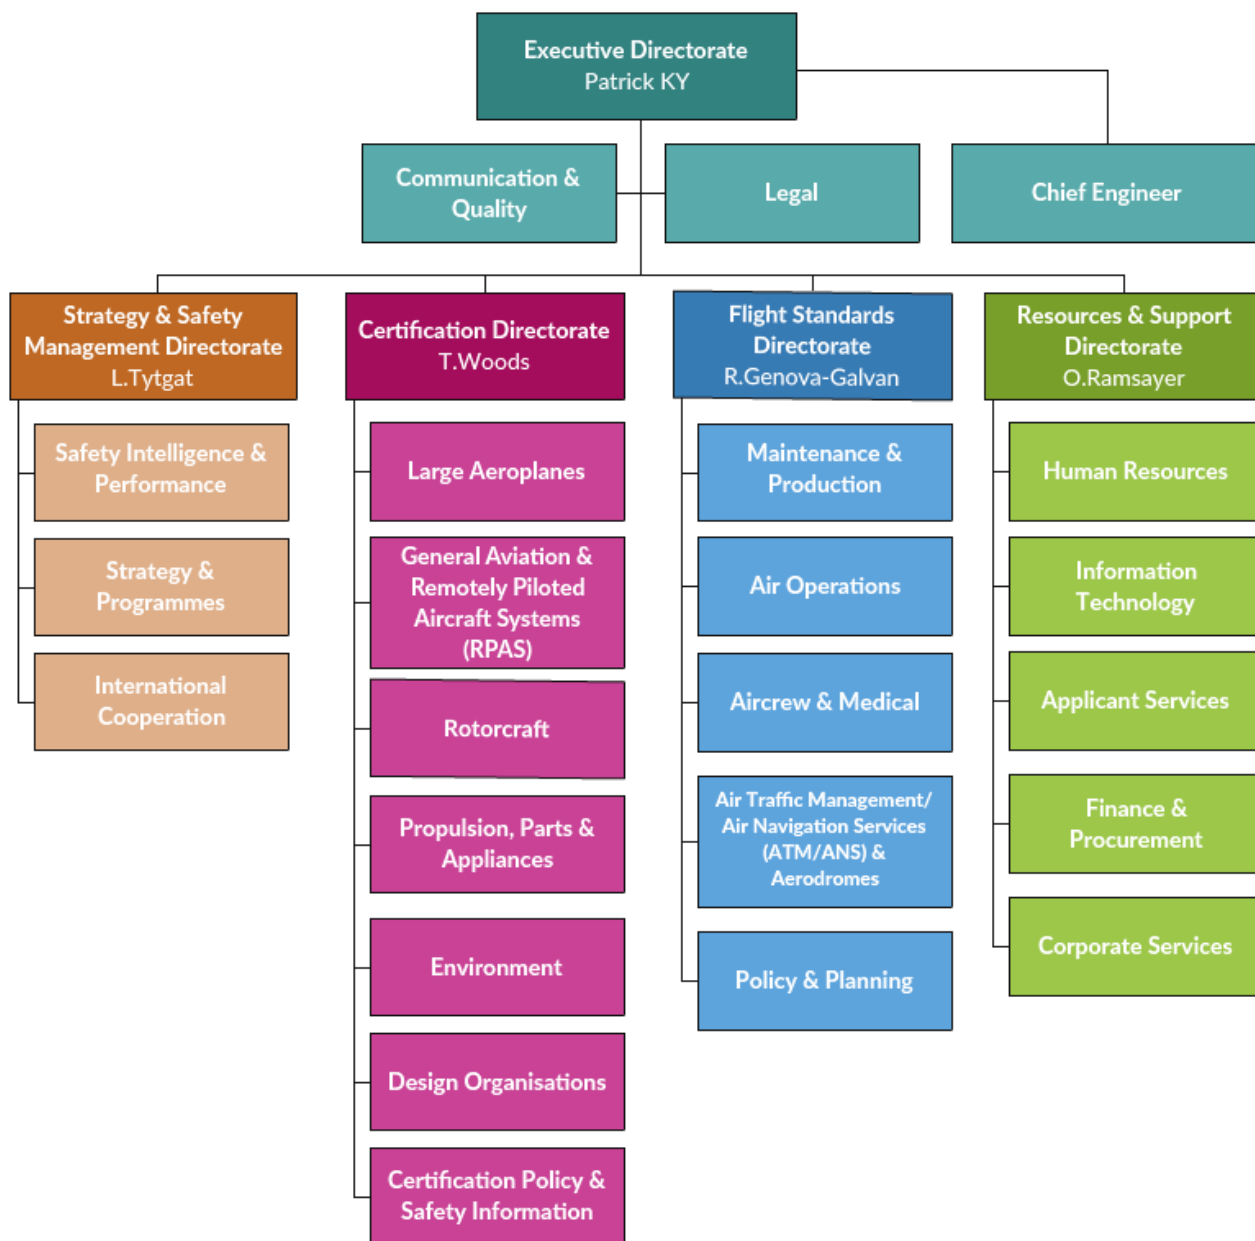 Executive Directorate
Patrick KY
Communication &
Quality
Legal
Chief Engineer
Strategy & Safety
Management Directorate
L.Tytgat
Safety Intelligence &
Performance
Strategy &
Programmes
International
Cooperation
Certification Directorate
T.Woods
Large Aeroplanes
General Aviation &
Remotely Piloted
Aircraft Systems
(RPAS)
Rotorcraft
Propulsion, Parts &
Appliances
Environment
Design Organisations
Certification Policy &
Safety Information
Flight Standards
Directorate
R.Genova-Galvan
Maintenance &
Production
Air Operations
Aircrew & Medical
Air Traffic Management/
Air Navigation Services
(ATM/ANS) &
Aerodromes
Policy & Planning
Resources & Support
Directorate
O.Ramsayer
Human Resources
Information
Technology
Applicant Services
Finance &
Procurement
Corporate Services